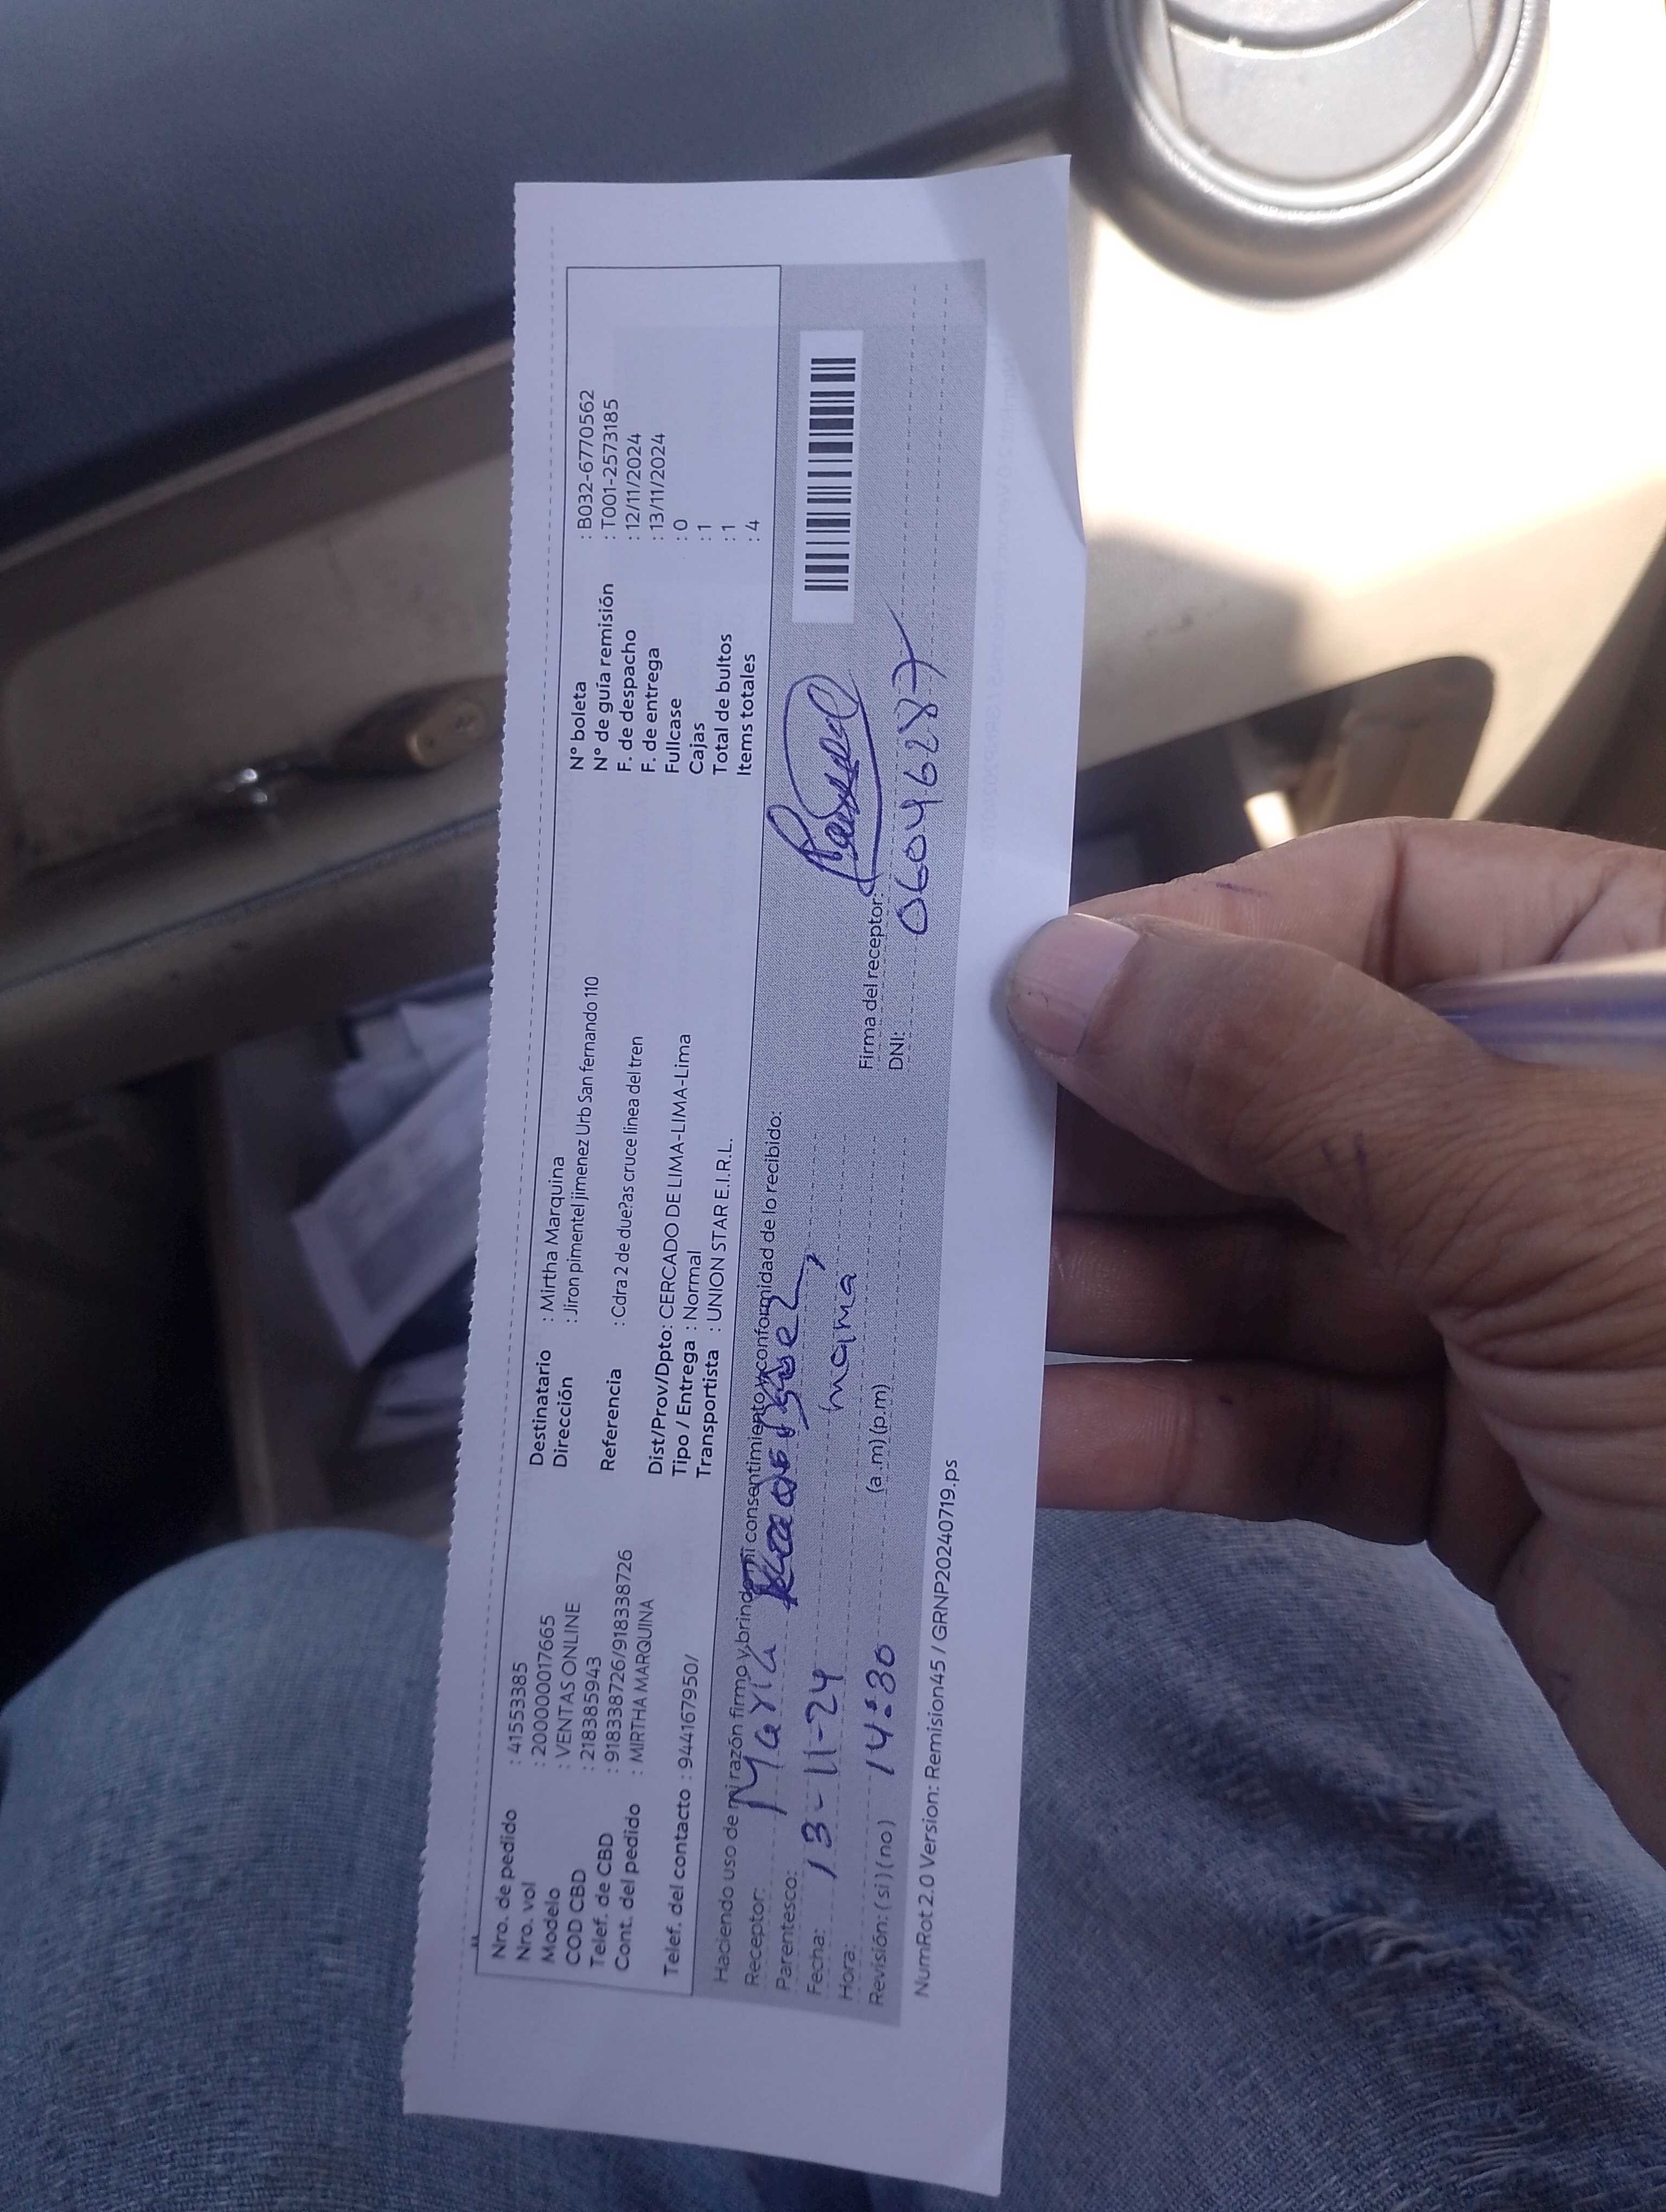 Nro. de pedido : 41553385
Nro. vol : 200000017665
Modelo : VENTAS ONLINE
COD CBD : 218385943
Telef. de CBD : 918338726/918338726
Cont. del pedido : MIRTHA MARQUINA
Telef. del contacto : 944167950/
Destinatario : Mirtha Marquina
Dirección : Jiron pimentel jimenez Urb San fernando 110
Referencia : Cdra 2 de due?as cruce linea del tren
Dist/Prov/Dpto: CERCADO DE LIMA-LIMA-Lima
Tipo / Entrega : Normal
Transportista : UNION STAR E.I.R.L.
N° boleta : B032-6770562
N° de guía remisión : T001-2573185
F. de despacho : 12/11/2024
F. de entrega : 13/11/2024
Fullcase : 0
Cajas : 1
Total de bultos : 1
Items totales : 4
Haciendo uso de mi razón firmo y brindo mi consentimiento y conformidad de lo recibido:
Receptor: María
Parentesco: mama
Fecha: 13-11-24
Hora: 14:30 (a.m) (p.m)
Revisión: (si) (no)
Firma del receptor:
DNI: 06046287
NumRot 2.0 Version: Remision45 / GRNP20240719.ps